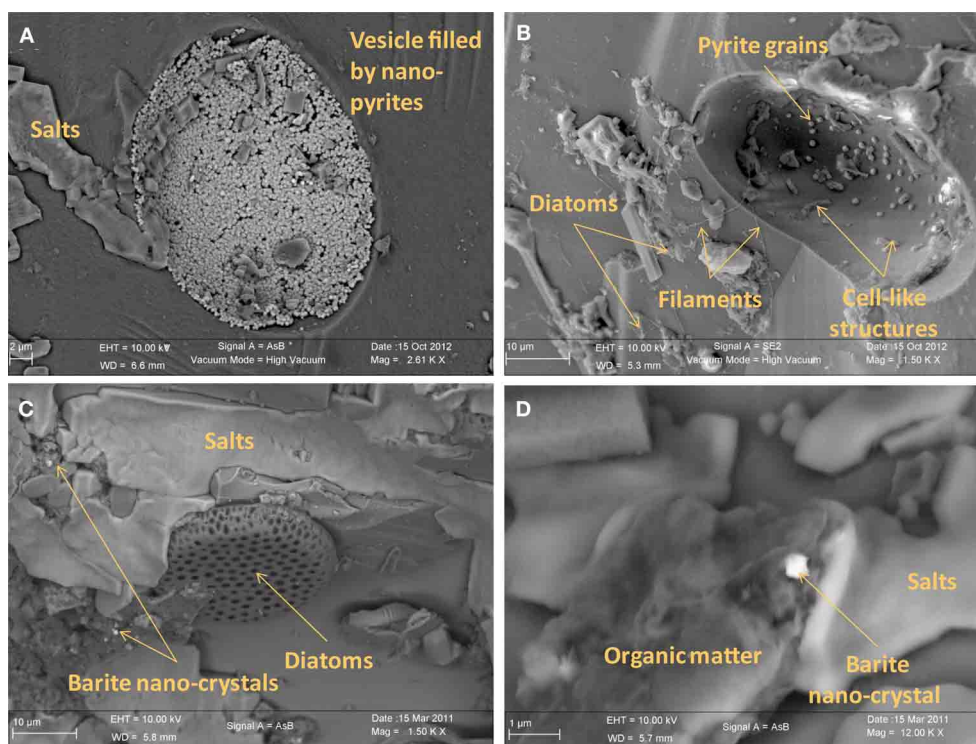 A
Vesicle filled
by nano-
pyrites
Salts
2 µm
EHT = 10.00 kV
WD = 6.6 mm
Signal A = AsB *
Vacuum Mode = High Vacuum
Date :15 Oct 2012
Mag = 2.61 K X
B
Pyrite grains
Diatoms
Filaments
Cell-like
structures
10 µm
EHT = 10.00 kV
WD = 5.3 mm
Signal A = SE2
Vacuum Mode = High Vacuum
Date :15 Oct 2012
Mag = 1.50 K X
C
Salts
Diatoms
Barite nano-crystals
10 µm
EHT = 10.00 kV
WD = 5.8 mm
Signal A = AsB
Date :15 Mar 2011
Mag = 1.50 K X
D
Salts
Organic matter
Barite
nano-crystal
1 µm
EHT = 10.00 kV
WD = 5.7 mm
Signal A = AsB
Date :15 Mar 2011
Mag = 12.00 K X